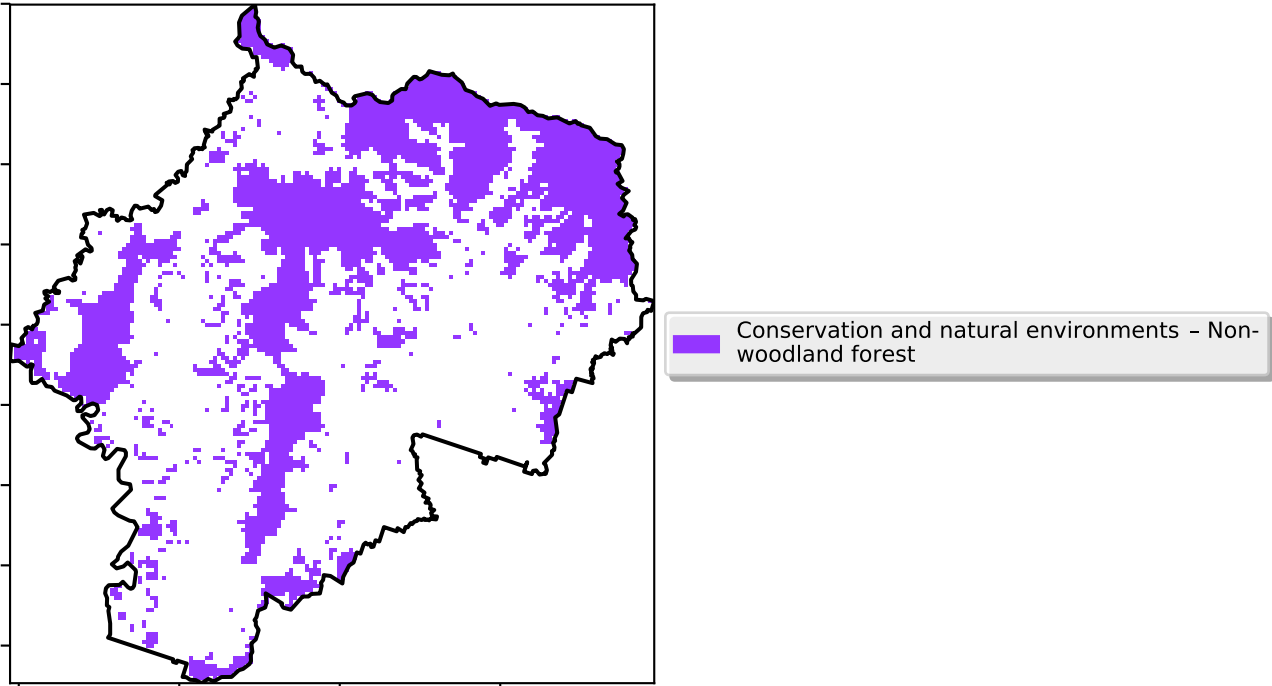 Conservation and natural environments – Non-
woodland forest